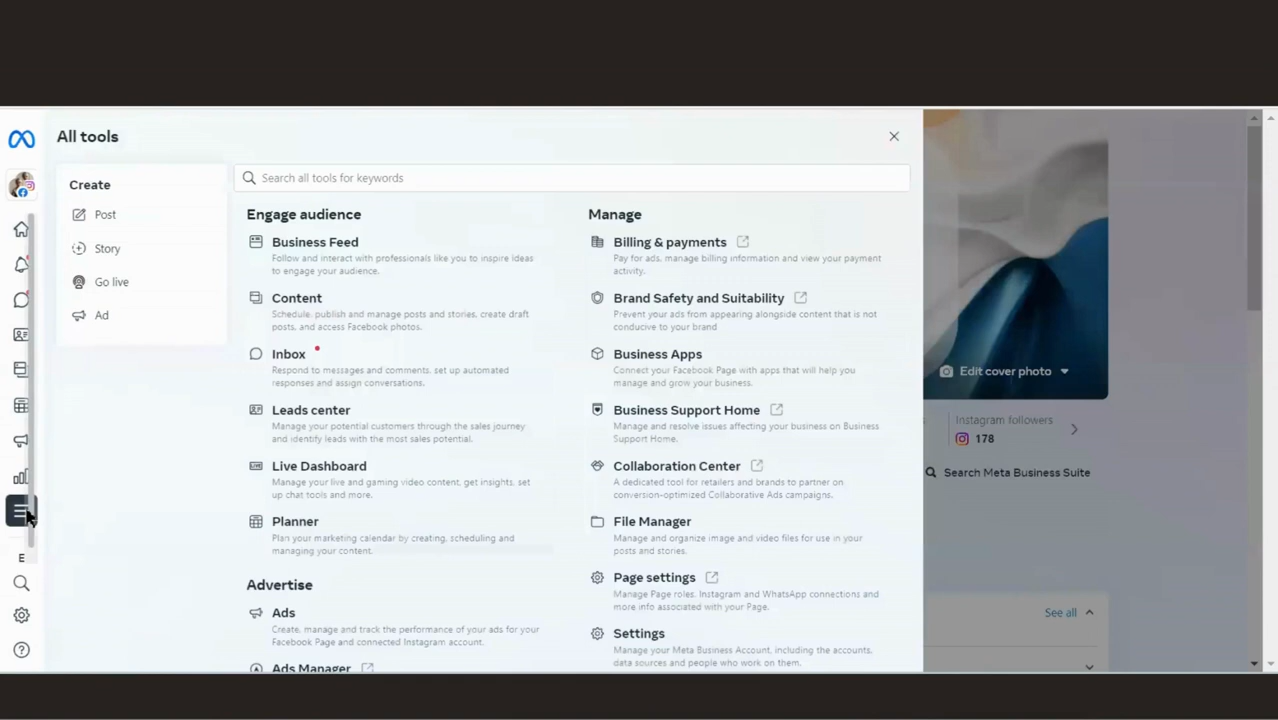 All tools
Create
Post
Story
Go live
Ad
Search all tools for keywords
Engage audience
Business Feed
Follow and interact with professionals like you to inspire ideas
to engage your audience.
Content
Schedule, publish and manage posts and stories, create draft
posts, and access Facebook photos.
Inbox
Respond to messages and comments, set up automated
responses and assign conversations.
Leads center
Manage your potential customers through the sales journey
and identify leads with the most sales potential.
Live Dashboard
Manage your live and gaming video content, get insights, set
up chat tools and more.
Planner
Plan your marketing calendar by creating, scheduling and
managing your content.
Advertise
Ads
Create, manage and track the performance of your ads for your
Facebook Page and connected Instagram account.
Ads Manager
Manage
Billing & payments
Pay for ads, manage billing information and view your payment
activity.
Brand Safety and Suitability
Prevent your ads from appearing alongside content that is not
conducive to your brand
Business Apps
Connect your Facebook Page with apps that will help you
manage and grow your business.
Business Support Home
Manage and resolve issues affecting your business on Business
Support Home.
Collaboration Center
A dedicated tool for retailers and brands to partner on
conversion-optimized Collaborative Ads campaigns.
File Manager
Manage and organize image and video files for use in your
posts and stories.
Page settings
Manage Page roles, Instagram and WhatsApp connections and
more info associated with your Page.
Settings
Manage your Meta Business Account, including the accounts,
data sources and people who work on them.
Edit cover photo
Instagram followers
178
Search Meta Business Suite
See all
E